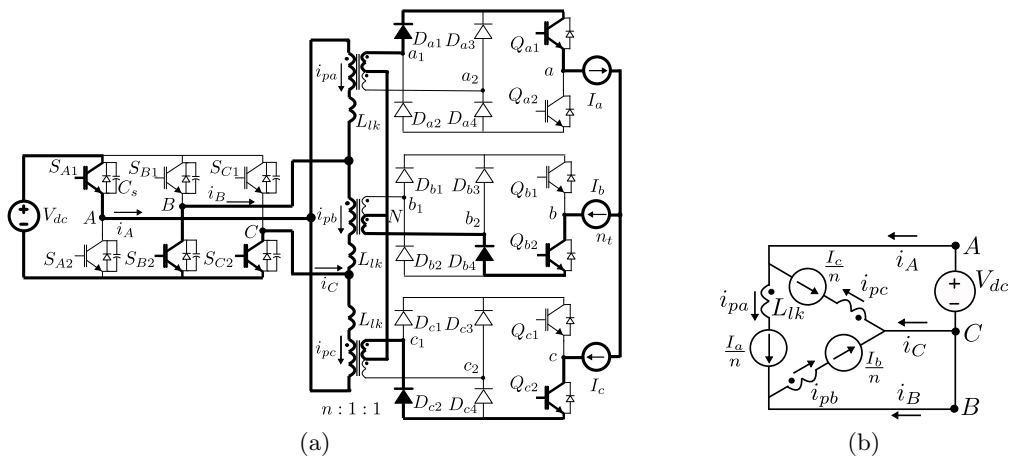 D_{a1} D_{a3}
a_1
Q_{a1}
a
I_a
i_{pa}
a_2
Q_{a2}
D_{a2} D_{a4}
L_{lk}
S_{A1} S_{B1} S_{C1}
C_s
D_{b1} D_{b3}
Q_{b1}
I_b
V_{dc}
A B C
i_A i_B i_C
i_{pb} N
b_1
b_2
b
n_t
S_{A2} S_{B2} S_{C2}
L_{lk}
D_{b2} D_{b4}
Q_{b2}
L_{lk}
D_{c1} D_{c3}
c_1
Q_{c1}
c
i_{pc}
c_2
Q_{c2}
I_c
D_{c2} D_{c4}
n : 1 : 1
(a)
i_A A
I_c/n
i_{pc}
+
−
V_{dc}
i_{pa} L_{lk}
I_a/n
i_C C
I_b/n
i_{pb}
i_B B
(b)